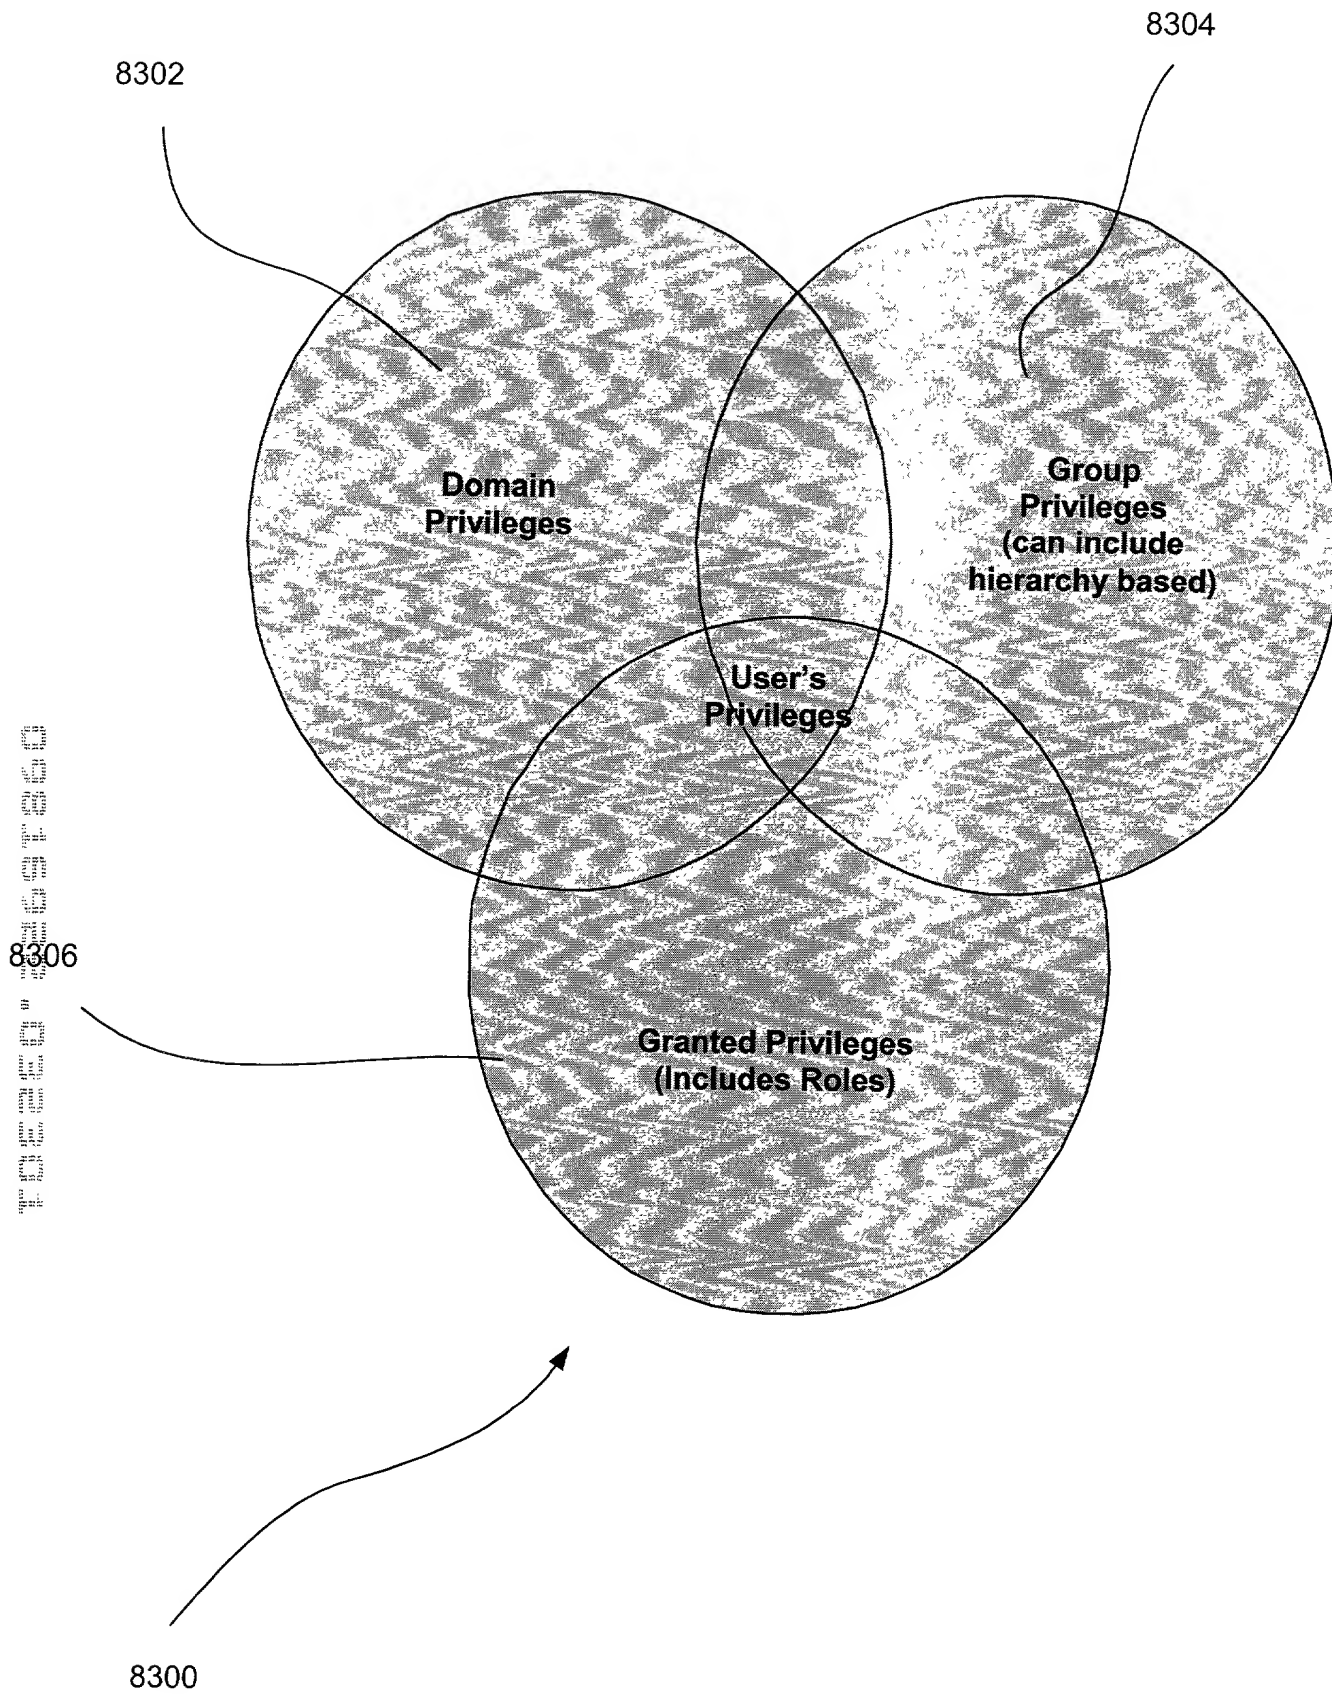 8304
8302
Domain
Privileges
Group
Privileges
(can include
hierarchy based)
User's
Privileges
8306
Granted Privileges
(Includes Roles)
8300